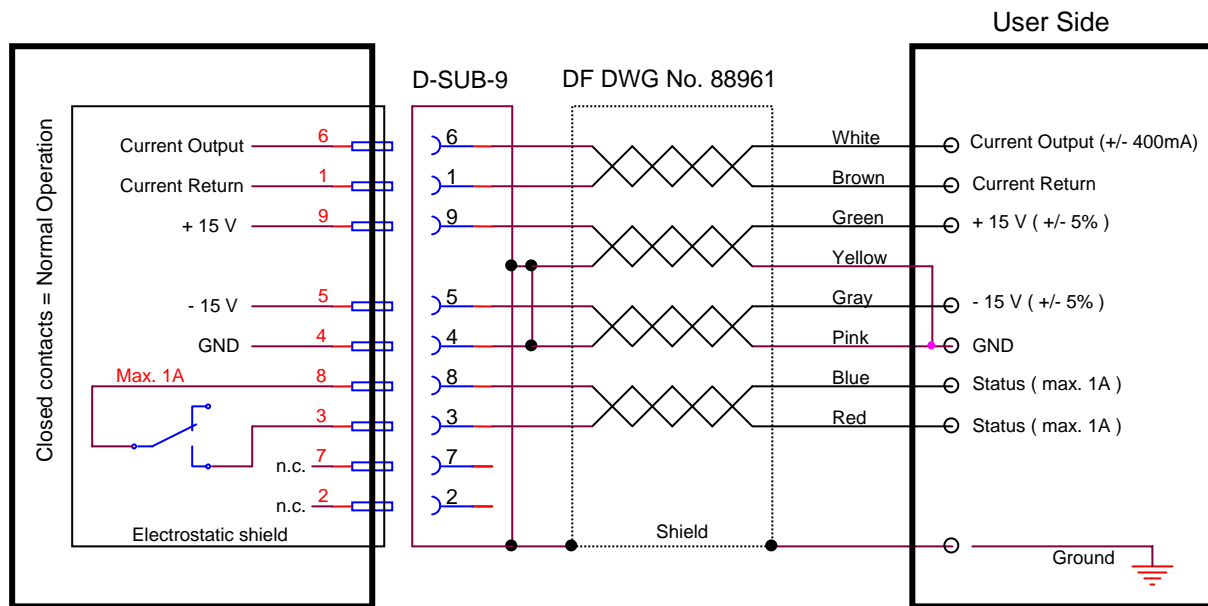 User Side
D-SUB-9
DF DWG No. 88961
Closed contacts = Normal Operation
Current Output 6 6 White Current Output (+/- 400mA)
Current Return 1 1 Brown Current Return
+ 15 V 9 9 Green + 15 V ( +/- 5% )
Yellow
- 15 V 5 5 Gray - 15 V ( +/- 5% )
GND 4 4 Pink GND
Max. 1A 8 8 Blue Status ( max. 1A )
3 3 Red Status ( max. 1A )
n.c. 7 7
n.c. 2 2
Electrostatic shield
Shield
Ground